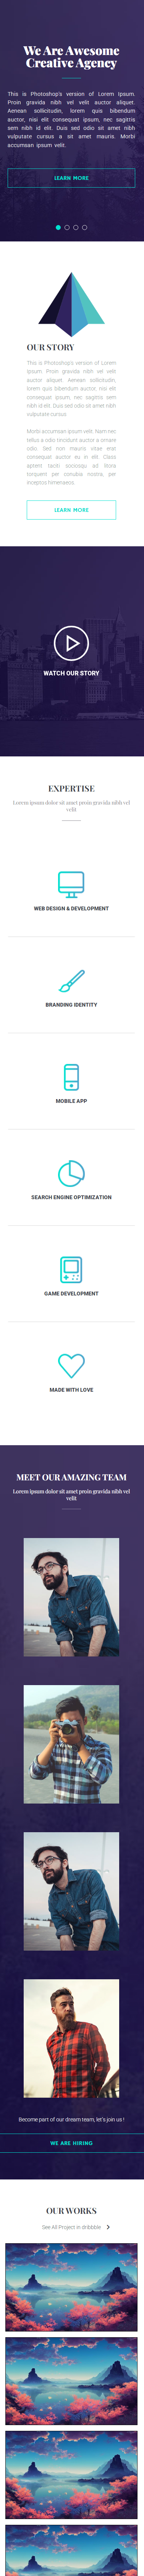 We Are Awesome
Creative Agency
This is Photoshop's version of Lorem Ipsum.
Proin gravida nibh vel velit auctor aliquet.
Aenean sollicitudin, lorem quis bibendum
auctor, nisi elit consequat ipsum, nec sagittis
sem nibh id elit. Duis sed odio sit amet nibh
vulputate cursus a sit amet mauris. Morbi
accumsan ipsum velit.
LEARN MORE
OUR STORY
This is Photoshop's version of Lorem
Ipsum. Proin gravida nibh vel velit
auctor aliquet. Aenean sollicitudin,
lorem quis bibendum auctor, nisi elit
consequat ipsum, nec sagittis sem
nibh id elit. Duis sed odio sit amet nibh
vulputate cursus
Morbi accumsan ipsum velit. Nam nec
tellus a odio tincidunt auctor a ornare
odio. Sed non mauris vitae erat
consequat auctor eu in elit. Class
aptent taciti sociosqu ad litora
torquent per conubia nostra, per
inceptos himenaeos.
LEARN MORE
WATCH OUR STORY
EXPERTISE
Lorem ipsum dolor sit amet proin gravida nibh vel
velit
WEB DESIGN & DEVELOPMENT
BRANDING IDENTITY
MOBILE APP
SEARCH ENGINE OPTIMIZATION
GAME DEVELOPMENT
MADE WITH LOVE
MEET OUR AMAZING TEAM
Lorem ipsum dolor sit amet proin gravida nibh vel
velit
Become part of our dream team, let's join us !
WE ARE HIRING
OUR WORKS
See All Project in dribbble